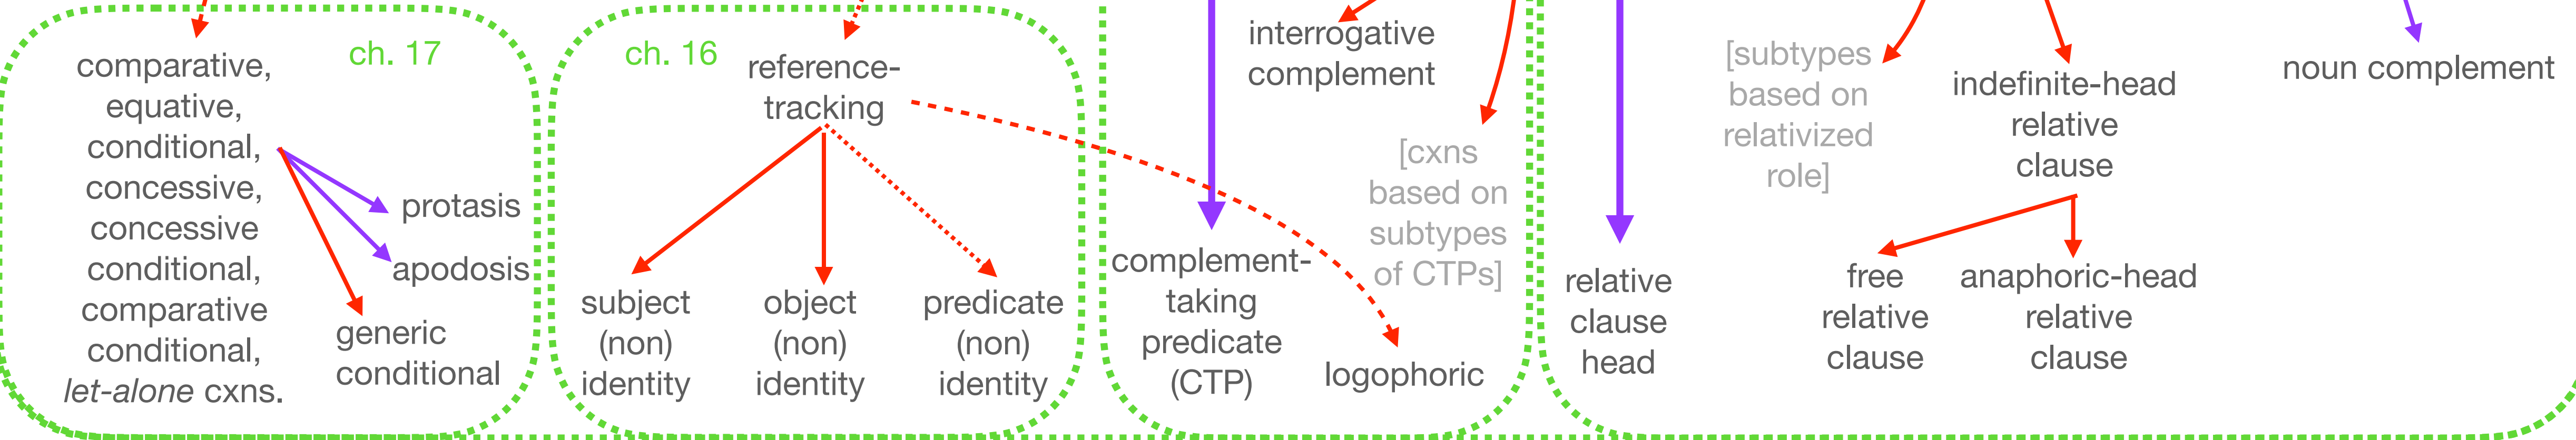 comparative,
equative,
conditional,
concessive,
concessive
conditional,
comparative
conditional,
let-alone cxns.
ch. 17
protasis
apodosis
generic
conditional
ch. 16
reference-
tracking
subject
(non)
identity
object
(non)
identity
predicate
(non)
identity
interrogative
complement
[cxns
based on
subtypes
of CTPs]
complement-
taking
predicate
(CTP)
logophoric
relative
clause
head
[subtypes
based on
relativized
role]
indefinite-head
relative
clause
free
relative
clause
anaphoric-head
relative
clause
noun complement